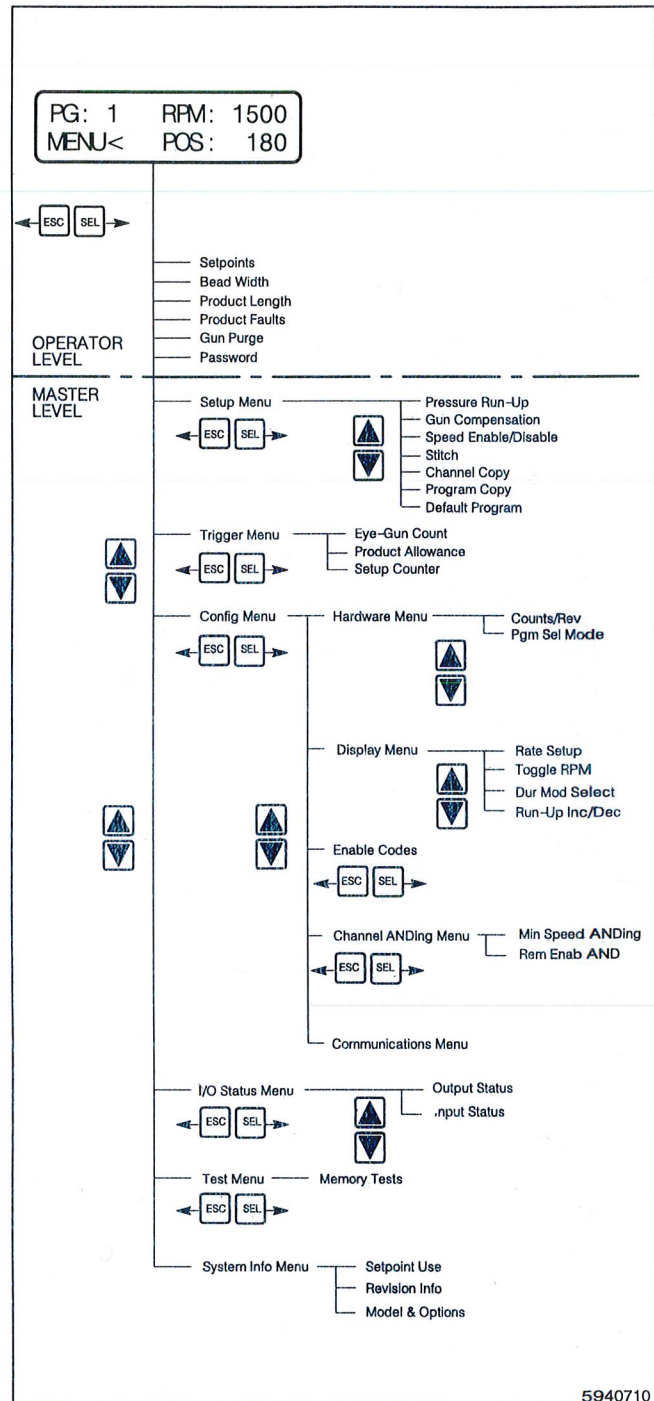 PG: 1 RPM: 1500
MENU< POS: 180
ESC SEL
Setpoints
Bead Width
Product Length
Product Faults
Gun Purge
Password
OPERATOR
LEVEL
MASTER
LEVEL
Setup Menu
ESC SEL
Pressure Run-Up
Gun Compensation
Speed Enable/Disable
Stitch
Channel Copy
Program Copy
Default Program
Trigger Menu
ESC SEL
Eye-Gun Count
Product Allowance
Setup Counter
Config Menu
ESC SEL
Hardware Menu
Counts/Rev
Pgm Sel Mode
Display Menu
Rate Setup
Toggle RPM
Dur Mod Select
Run-Up Inc/Dec
Enable Codes
ESC SEL
Channel ANDing Menu
ESC SEL
Min Speed ANDing
Rem Enab AND
Communications Menu
I/O Status Menu
ESC SEL
Output Status
Input Status
Test Menu
ESC SEL
Memory Tests
System Info Menu
Setpoint Use
Revision Info
Model & Options
5940710